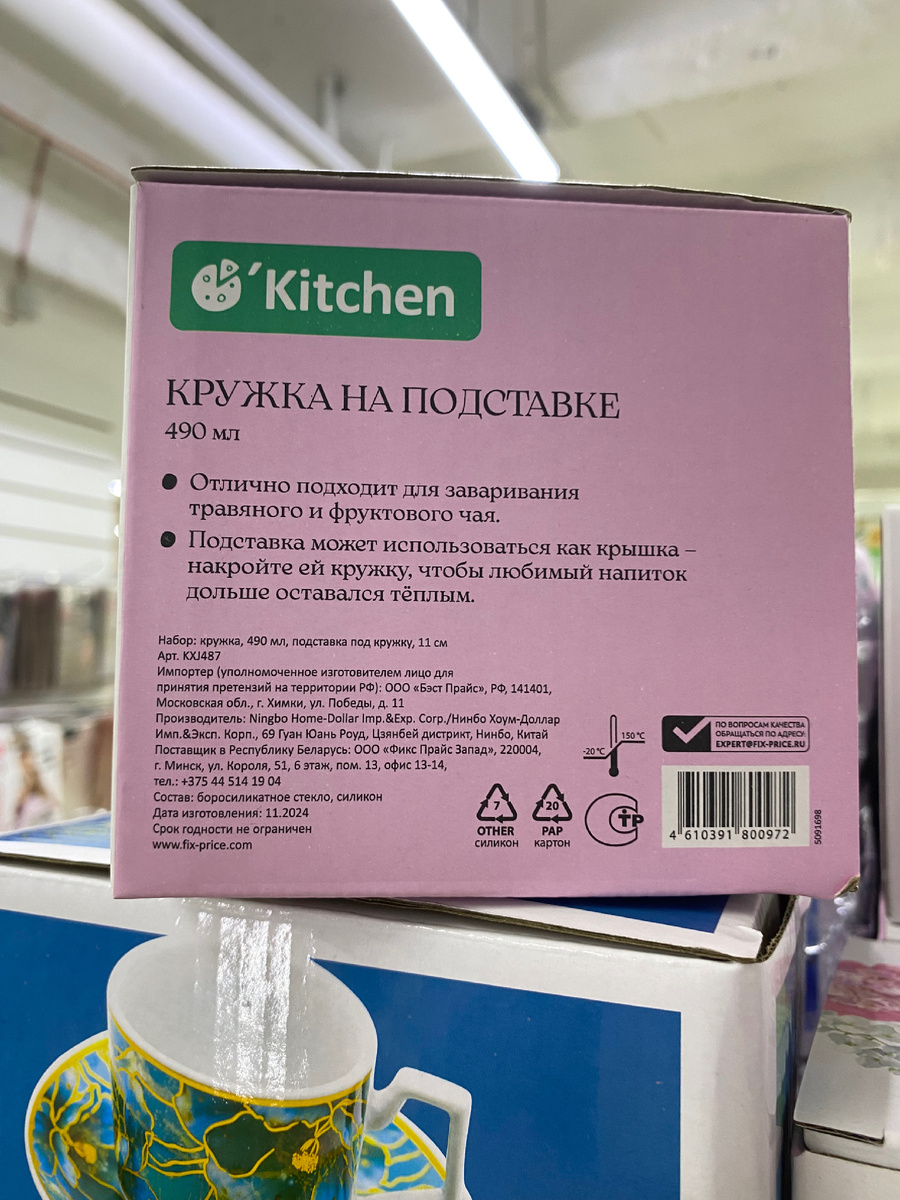 'Kitchen
КРУЖКА НА ПОДСТАВКЕ
490 мл
● Отлично подходит для заваривания
травяного и фруктового чая.
● Подставка может использоваться как крышка –
накройте ей кружку, чтобы любимый напиток
дольше оставался тёплым.
Набор: кружка, 490 мл, подставка под кружку, 11 см
Арт. KXJ487
Импортер (уполномоченное изготовителем лицо для
принятия претензий на территории РФ): ООО «Бэст Прайс», РФ, 141401,
Московская обл., г. Химки, ул. Победы, д. 11
Производитель: Ningbo Home-Dollar Imp.&Exp. Corp./Нинбо Хоум-Доллар
Имп.&Эксп. Корп., 69 Гуан Юань Роуд, Цзянбей дистрикт, Нинбо, Китай
Поставщик в Республику Беларусь: ООО «Фикс Прайс Запад», 220004,
г. Минск, ул. Короля, 51, 6 этаж, пом. 13, офис 13-14,
тел.: +375 44 514 19 04
Состав: боросиликатное стекло, силикон
Дата изготовления: 11.2024
Срок годности не ограничен
www.fix-price.com
-20 °C
150 °C
7
OTHER
силикон
20
PAP
картон
СТР
ПО ВОПРОСАМ КАЧЕСТВА
ОБРАЩАТЬСЯ ПО АДРЕСУ:
EXPERT@FIX-PRICE.RU
4 610391 800972
5091698